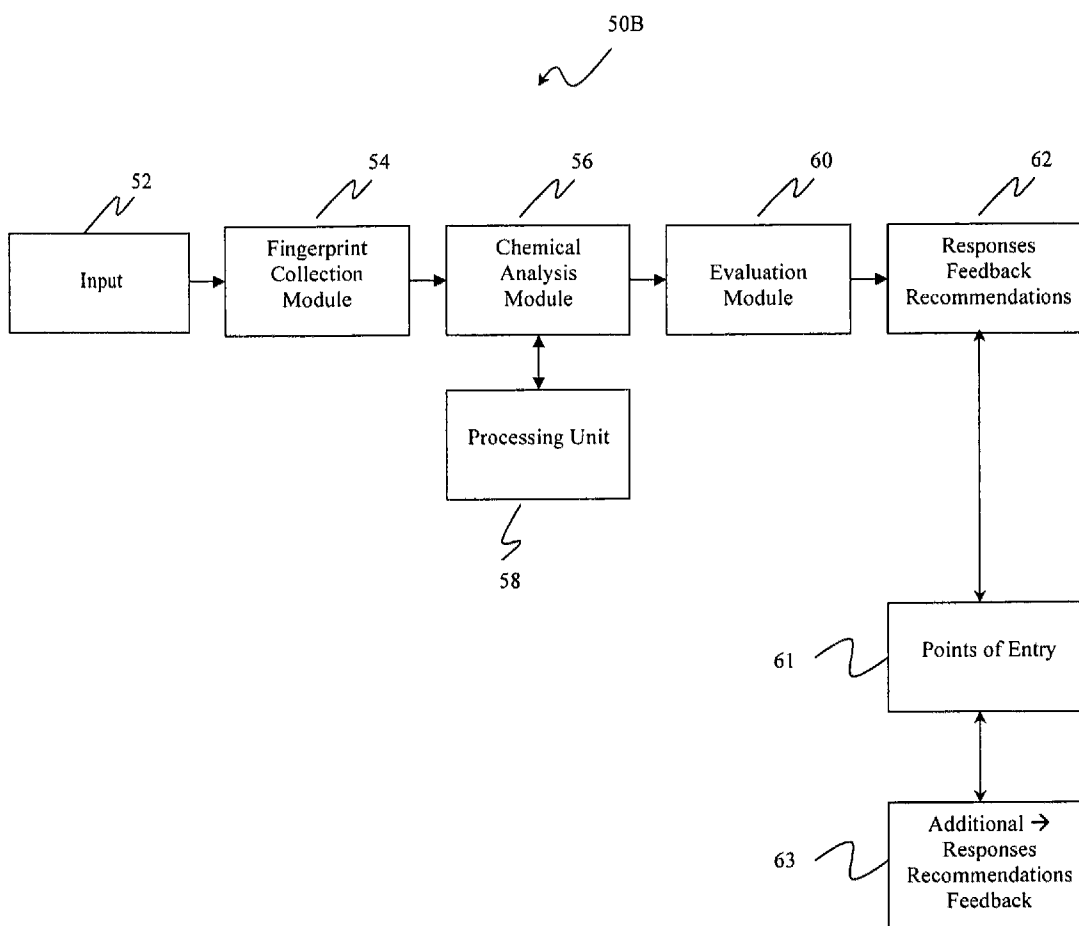 50B
52
54
56
60
62
Input
Fingerprint
Collection
Module
Chemical
Analysis
Module
Evaluation
Module
Responses
Feedback
Recommendations
Processing Unit
58
61
Points of Entry
63
Additional →
Responses
Recommendations
Feedback